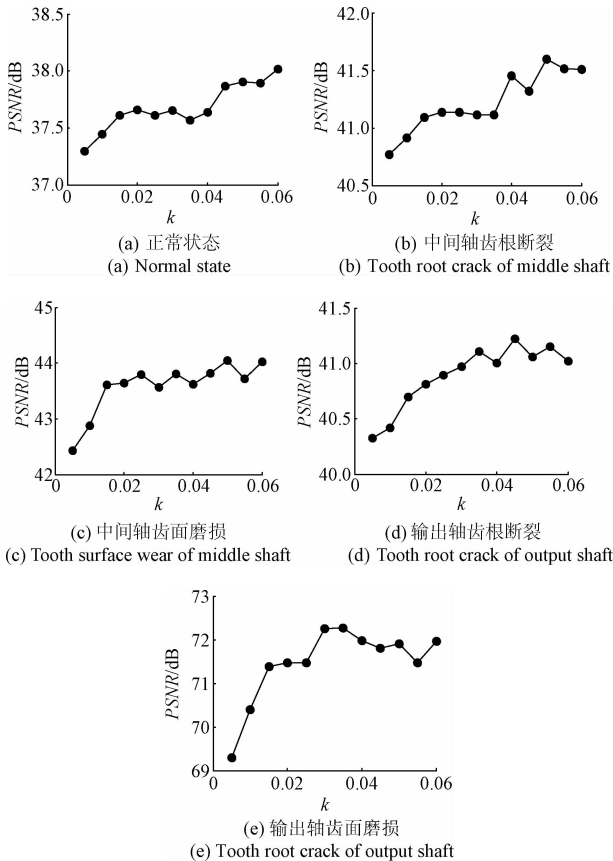 38.5
38.0
37.5
37.0
PSNR/dB
0 0.02 0.04 0.06
k
(a) 正常状态
(a) Normal state
42.0
41.5
41.0
40.5
PSNR/dB
0 0.02 0.04 0.06
k
(b) 中间轴齿根断裂
(b) Tooth root crack of middle shaft
45
44
43
42
PSNR/dB
0 0.02 0.04 0.06
k
(c) 中间轴齿面磨损
(c) Tooth surface wear of middle shaft
41.5
41.0
40.5
40.0
PSNR/dB
0 0.02 0.04 0.06
k
(d) 输出轴齿根断裂
(d) Tooth root crack of output shaft
73
72
71
70
69
PSNR/dB
0 0.02 0.04 0.06
k
(e) 输出轴齿面磨损
(e) Tooth root crack of output shaft